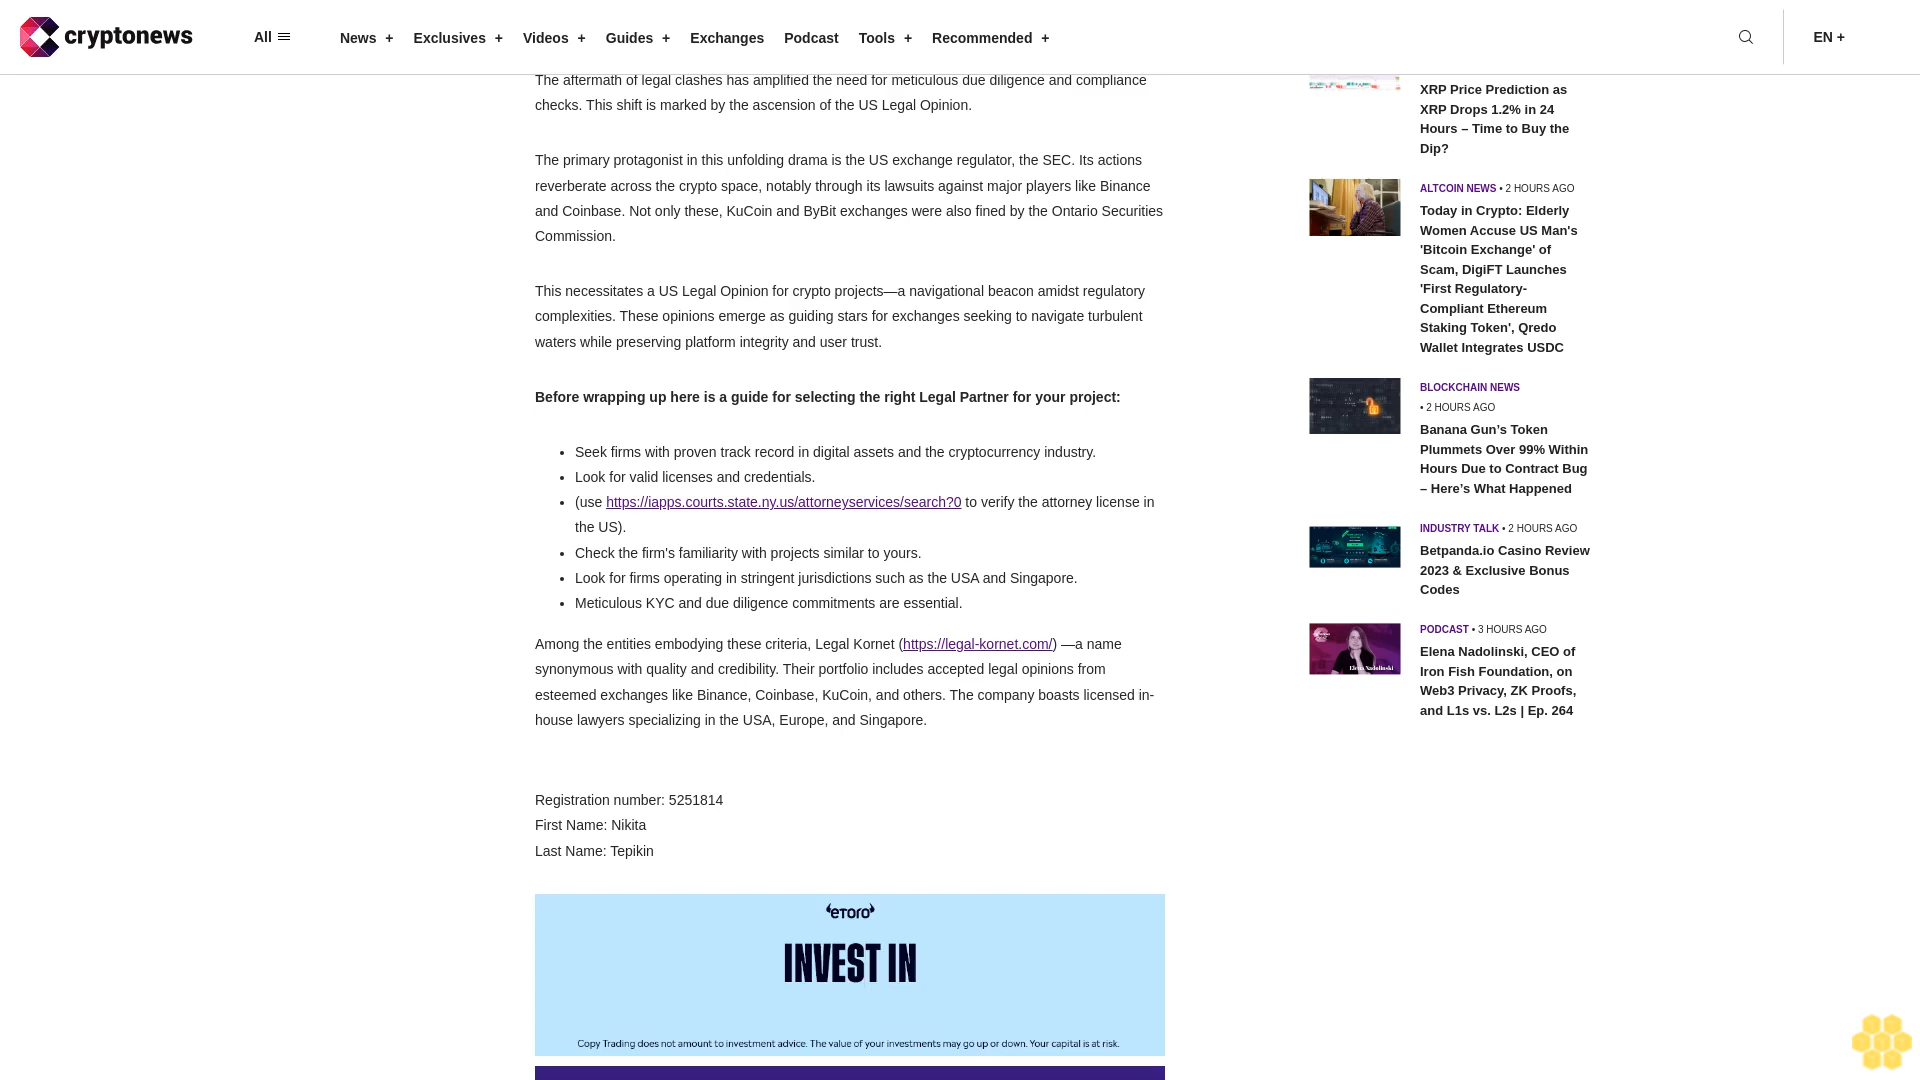 cryptonews
All
News +
Exclusives +
Videos +
Guides +
Exchanges
Podcast
Tools +
Recommended +
EN +
The aftermath of legal clashes has amplified the need for meticulous due diligence and compliance
checks. This shift is marked by the ascension of the US Legal Opinion.
The primary protagonist in this unfolding drama is the US exchange regulator, the SEC. Its actions
reverberate across the crypto space, notably through its lawsuits against major players like Binance
and Coinbase. Not only these, KuCoin and ByBit exchanges were also fined by the Ontario Securities
Commission.
This necessitates a US Legal Opinion for crypto projects—a navigational beacon amidst regulatory
complexities. These opinions emerge as guiding stars for exchanges seeking to navigate turbulent
waters while preserving platform integrity and user trust.
Before wrapping up here is a guide for selecting the right Legal Partner for your project:
• Seek firms with proven track record in digital assets and the cryptocurrency industry.
• Look for valid licenses and credentials.
• (use https://iapps.courts.state.ny.us/attorneyservices/search?0 to verify the attorney license in
the US).
• Check the firm's familiarity with projects similar to yours.
• Look for firms operating in stringent jurisdictions such as the USA and Singapore.
• Meticulous KYC and due diligence commitments are essential.
Among the entities embodying these criteria, Legal Kornet (https://legal-kornet.com/) —a name
synonymous with quality and credibility. Their portfolio includes accepted legal opinions from
esteemed exchanges like Binance, Coinbase, KuCoin, and others. The company boasts licensed in-
house lawyers specializing in the USA, Europe, and Singapore.
Registration number: 5251814
First Name: Nikita
Last Name: Tepikin
eToro
INVEST IN
Copy Trading does not amount to investment advice. The value of your investments may go up or down. Your capital is at risk.
XRP Price Prediction as
XRP Drops 1.2% in 24
Hours – Time to Buy the
Dip?
ALTCOIN NEWS • 2 HOURS AGO
Today in Crypto: Elderly
Women Accuse US Man's
'Bitcoin Exchange' of
Scam, DigiFT Launches
'First Regulatory-
Compliant Ethereum
Staking Token', Qredo
Wallet Integrates USDC
BLOCKCHAIN NEWS
• 2 HOURS AGO
Banana Gun’s Token
Plummets Over 99% Within
Hours Due to Contract Bug
– Here’s What Happened
INDUSTRY TALK • 2 HOURS AGO
Betpanda.io Casino Review
2023 & Exclusive Bonus
Codes
PODCAST • 3 HOURS AGO
Elena Nadolinski, CEO of
Iron Fish Foundation, on
Web3 Privacy, ZK Proofs,
and L1s vs. L2s | Ep. 264
Elena Nadolinski